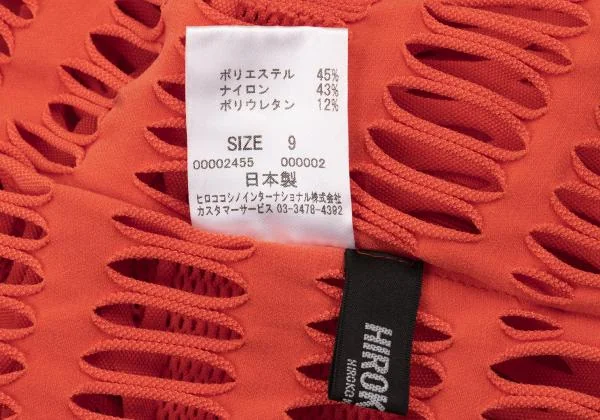 ポリエステル 45%
ナイロン 43%
ポリウレタン 12%
SIZE 9
00002455 000002
日本製
ヒロココシノインターナショナル株式会社
カスタマーサービス 03-3478-4392
HIROK
HIROKO K